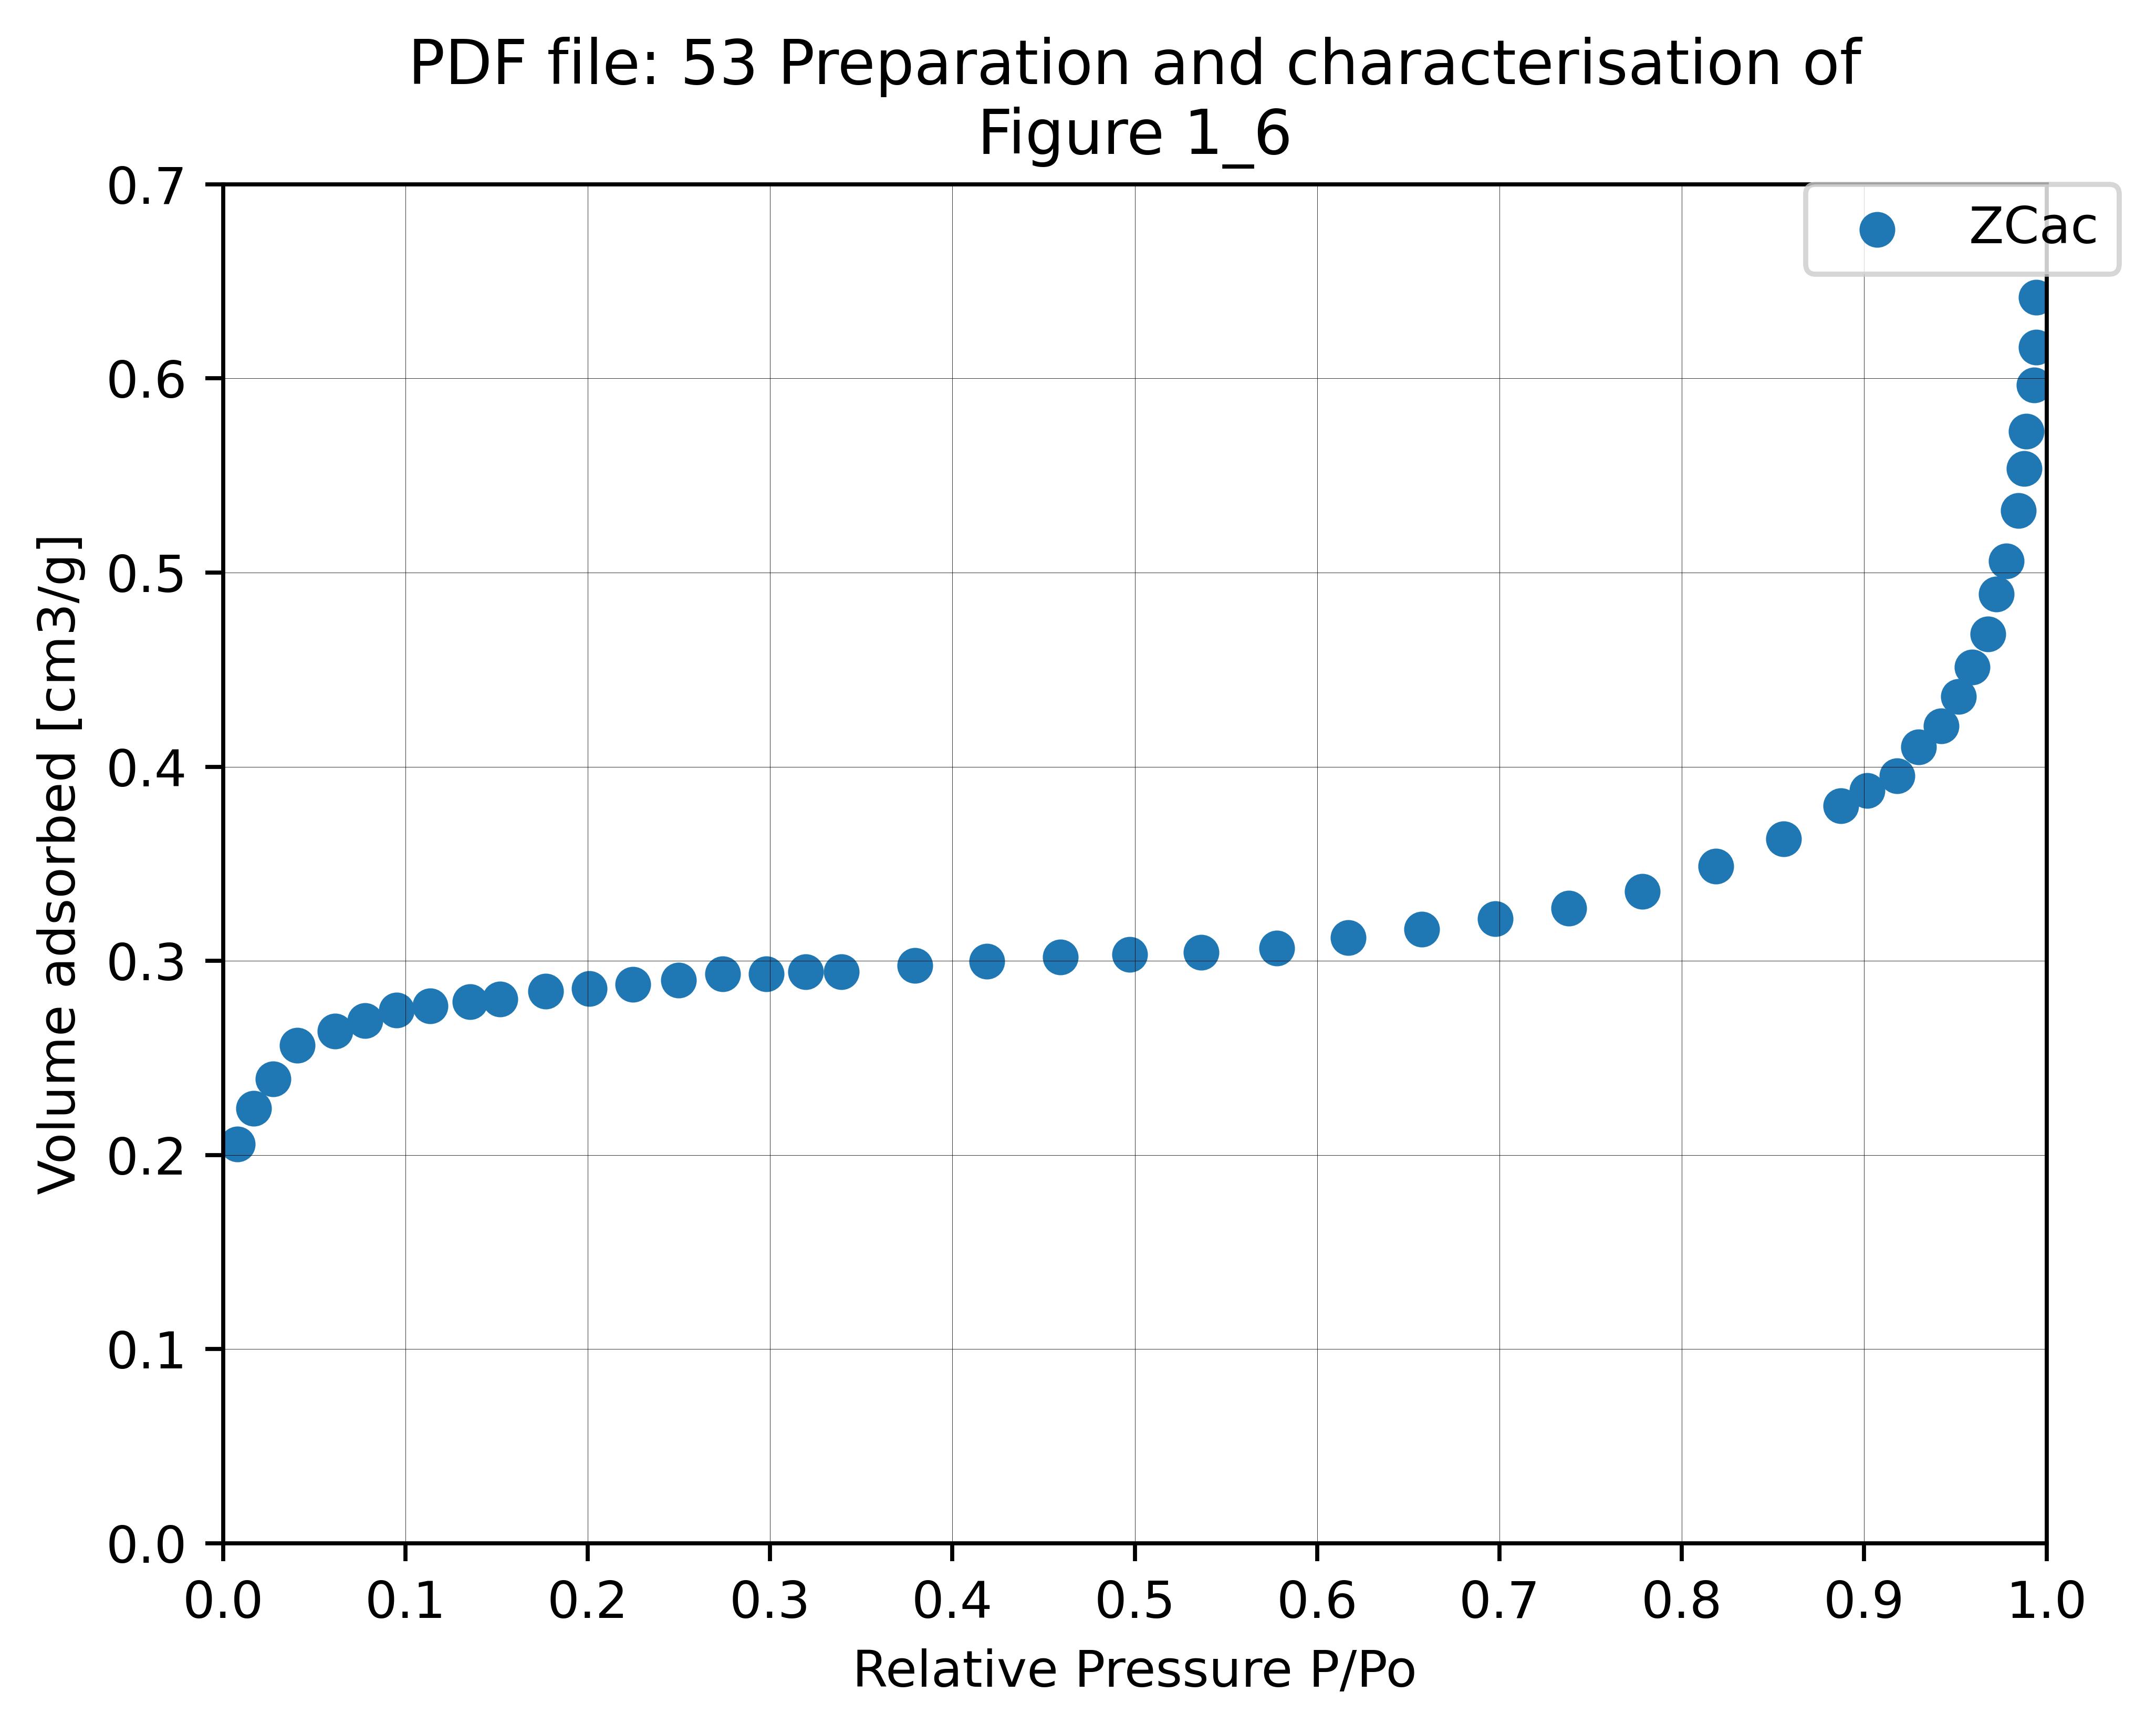 PDF file: 53 Preparation and characterisation of
Figure 1_6
ZCac
Volume adsorbed [cm3/g]
0.7
0.6
0.5
0.4
0.3
0.2
0.1
0.0
0.0 0.1 0.2 0.3 0.4 0.5 0.6 0.7 0.8 0.9 1.0
Relative Pressure P/Po